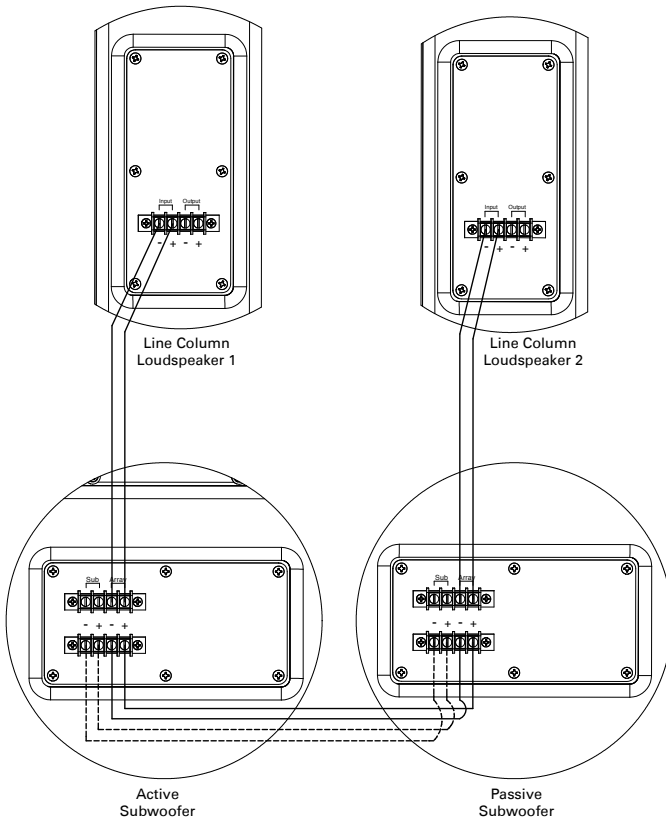 Input Output
- + - +
Input Output
- + - +
Line Column
Loudspeaker 1
Line Column
Loudspeaker 2
Sub Array
- + - +
Sub Array
- + - +
Active
Subwoofer
Passive
Subwoofer